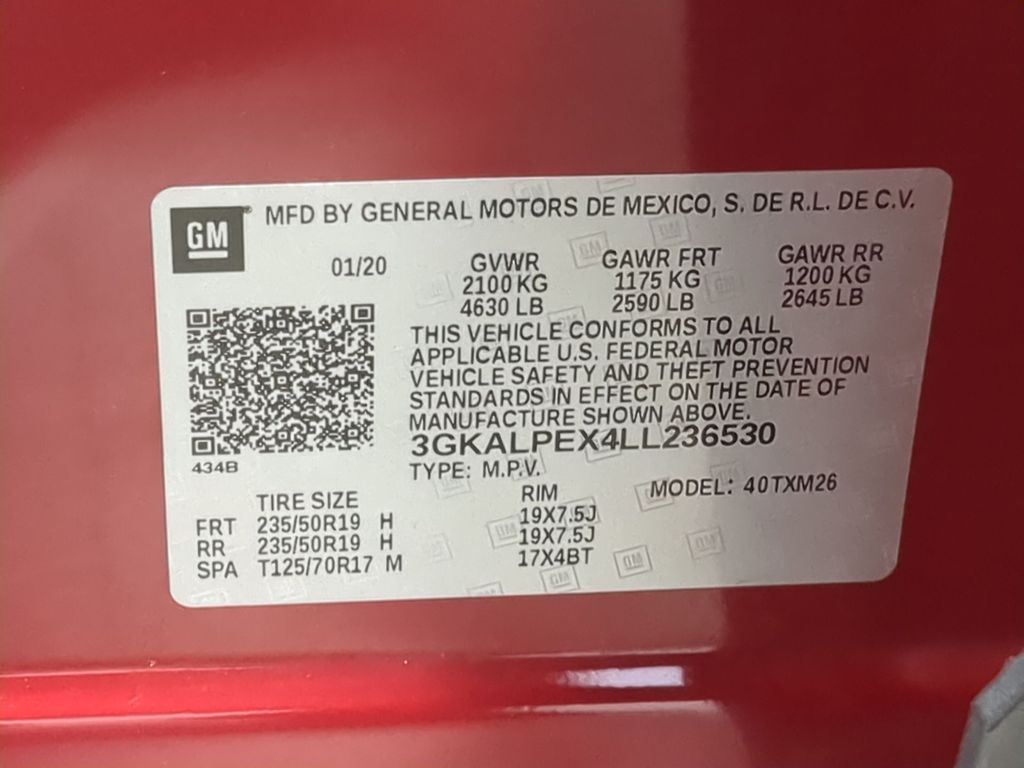 GM MFD BY GENERAL MOTORS DE MEXICO, S. DE R.L. DE C.V.
01/20 GVWR GAWR FRT GAWR RR
2100 KG 1175 KG 1200 KG
4630 LB 2590 LB 2645 LB
THIS VEHICLE CONFORMS TO ALL
APPLICABLE U.S. FEDERAL MOTOR
VEHICLE SAFETY AND THEFT PREVENTION
STANDARDS IN EFFECT ON THE DATE OF
MANUFACTURE SHOWN ABOVE.
3GKALPEX4LL236530
434B
TYPE: M.P.V.
TIRE SIZE RIM MODEL: 40TXM26
FRT 235/50R19 H 19X7.5J
RR 235/50R19 H 19X7.5J
SPA T125/70R17 M 17X4BT